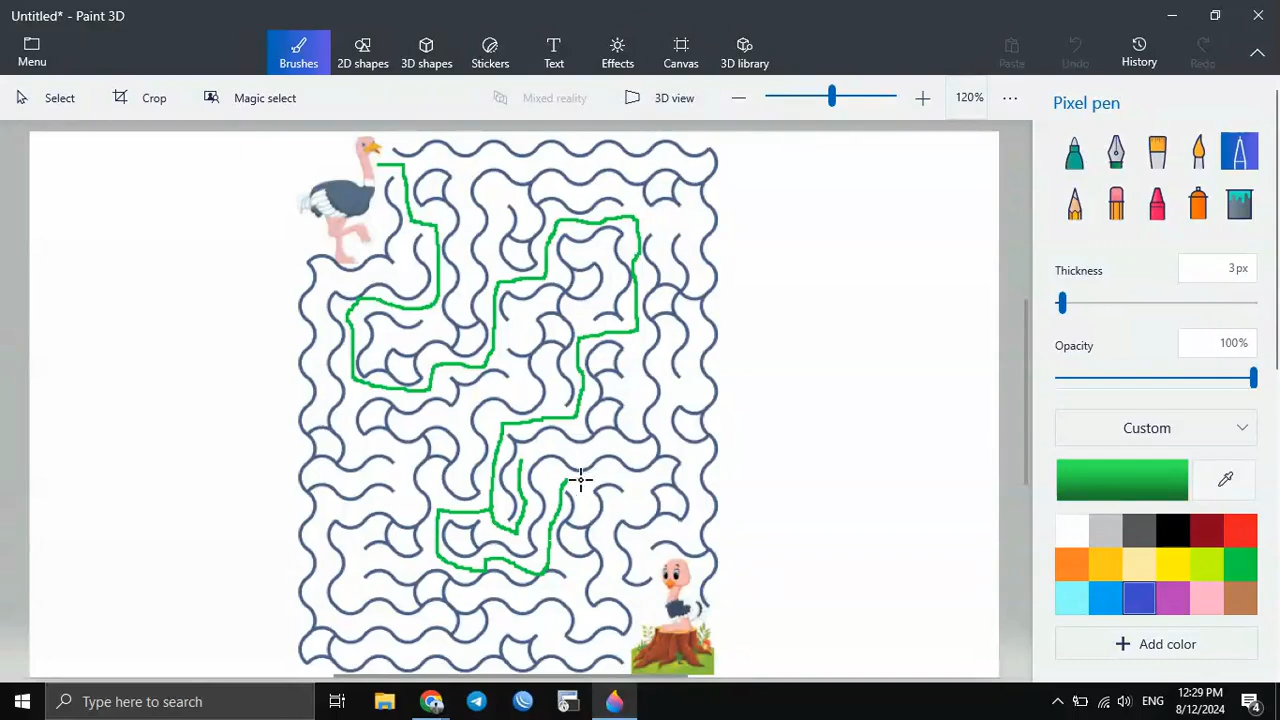 Untitled* - Paint 3D
Menu
Brushes
2D shapes
3D shapes
Stickers
Text
Effects
Canvas
3D library
Paste
Undo
History
Redo
Select
Crop
Magic select
Mixed reality
3D view
120%
Pixel pen
Thickness
3px
Opacity
100%
Custom
Add color
Type here to search
ENG
12:29 PM
8/12/2024
4